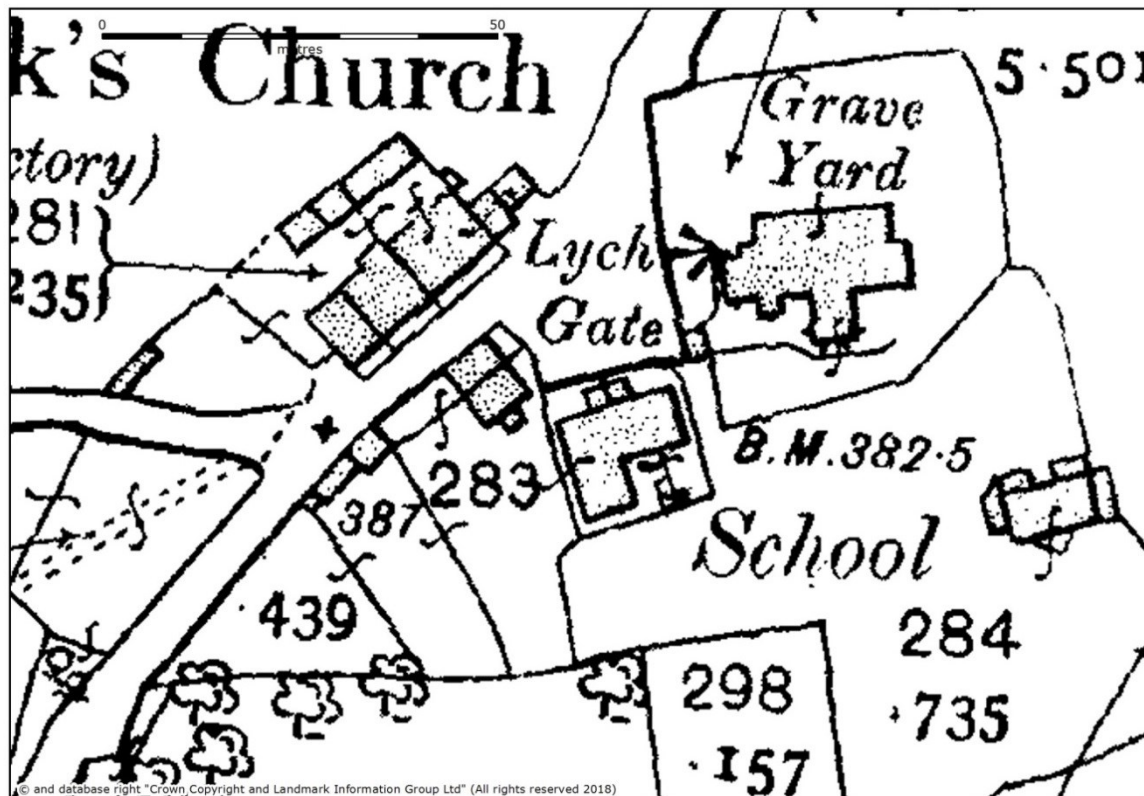 0 50
metres
k's Church
5·501
Grave
Yard
ctory)
281
235
Lych
Gate
B.M.382·5
283
387
School
·439
284
·735
298
·157
© and database right "Crown Copyright and Landmark Information Group Ltd" (All rights reserved 2018)